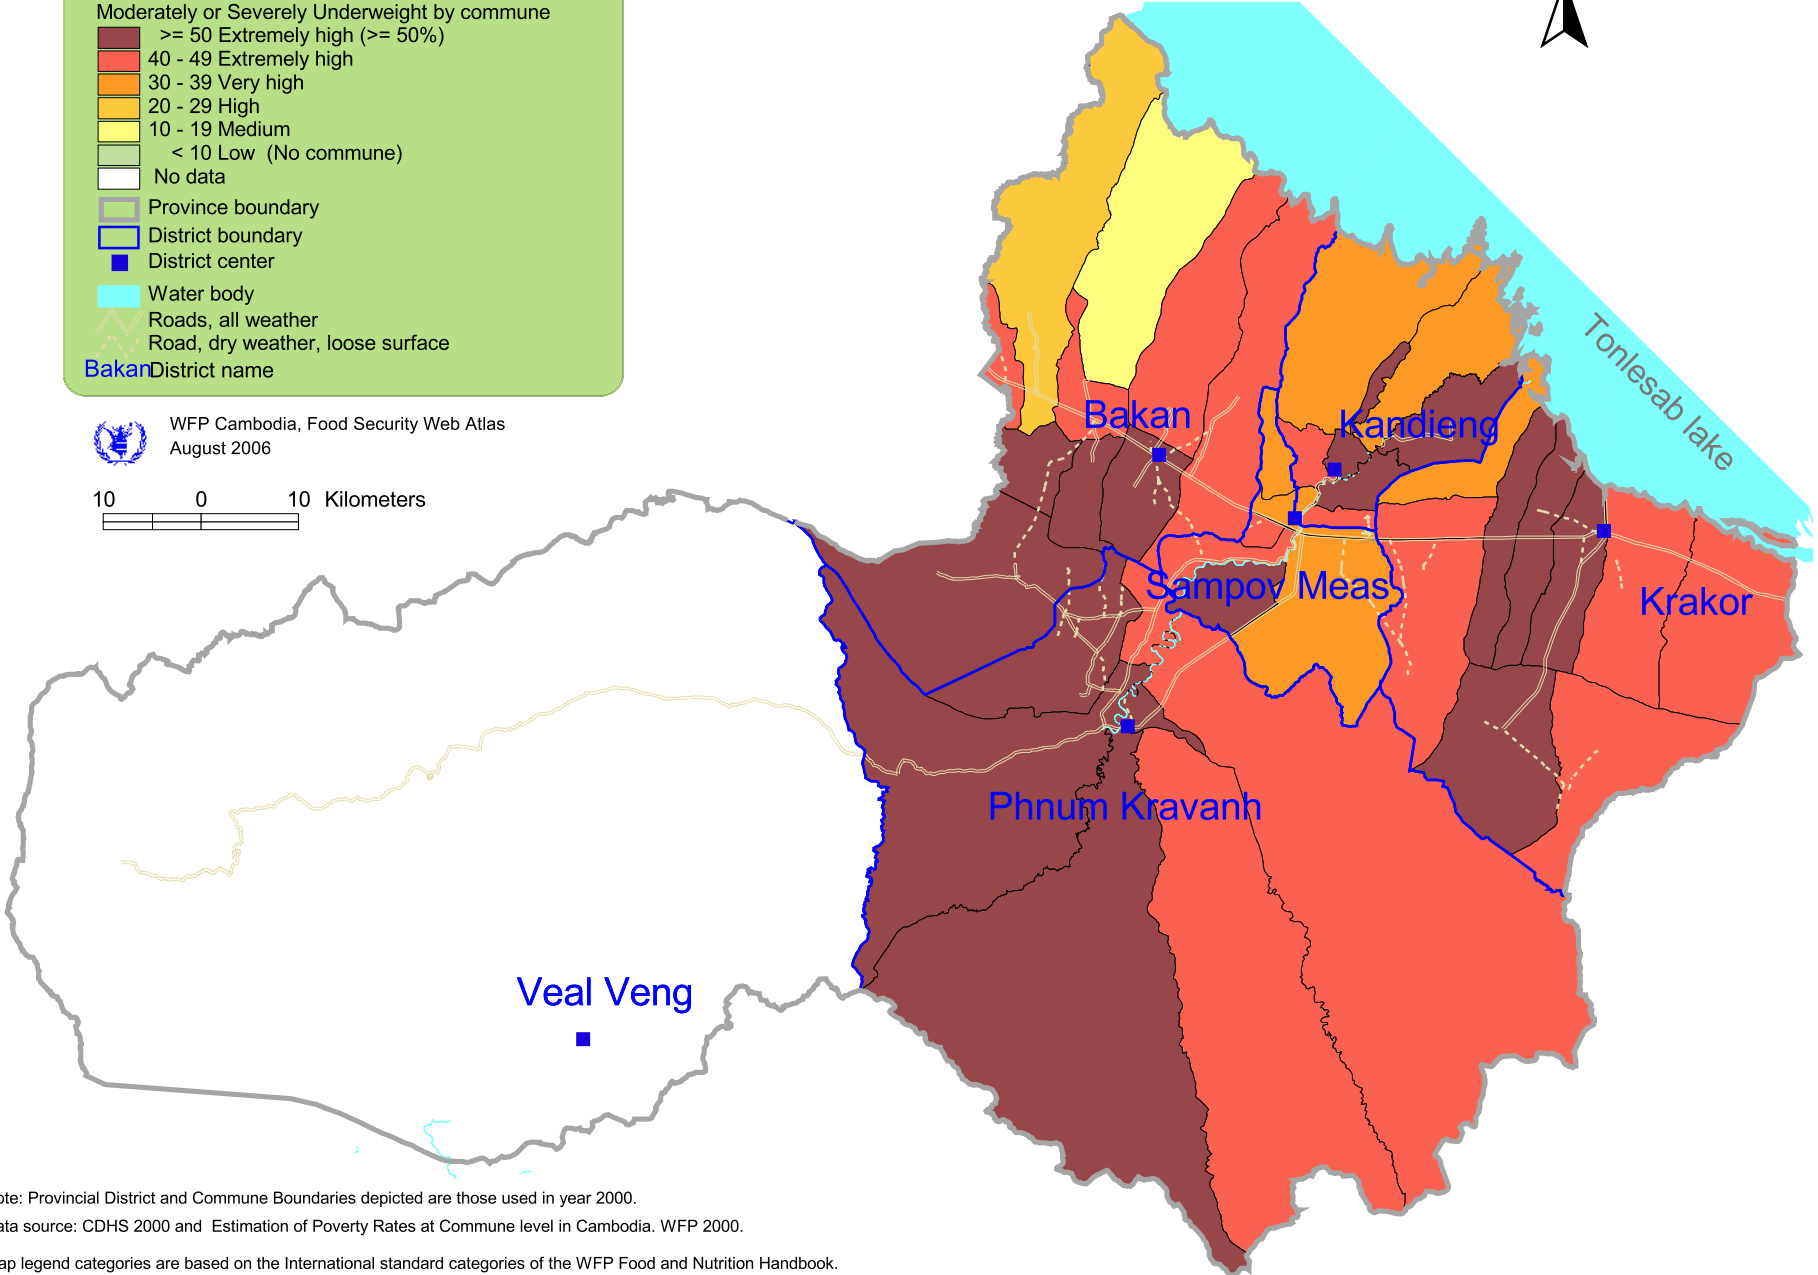 Moderately or Severely Underweight by commune
>= 50 Extremely high (>= 50%)
40 - 49 Extremely high
30 - 39 Very high
20 - 29 High
10 - 19 Medium
< 10 Low (No commune)
No data
Province boundary
District boundary
District center
Water body
Roads, all weather
Road, dry weather, loose surface
Bakan District name
WFP Cambodia, Food Security Web Atlas
August 2006
10 0 10 Kilometers
Tonlesab lake
Bakan
Kandieng
Sampov Meas
Krakor
Phnum Kravanh
Veal Veng
ote: Provincial District and Commune Boundaries depicted are those used in year 2000.
ata source: CDHS 2000 and Estimation of Poverty Rates at Commune level in Cambodia. WFP 2000.
ap legend categories are based on the International standard categories of the WFP Food and Nutrition Handbook.